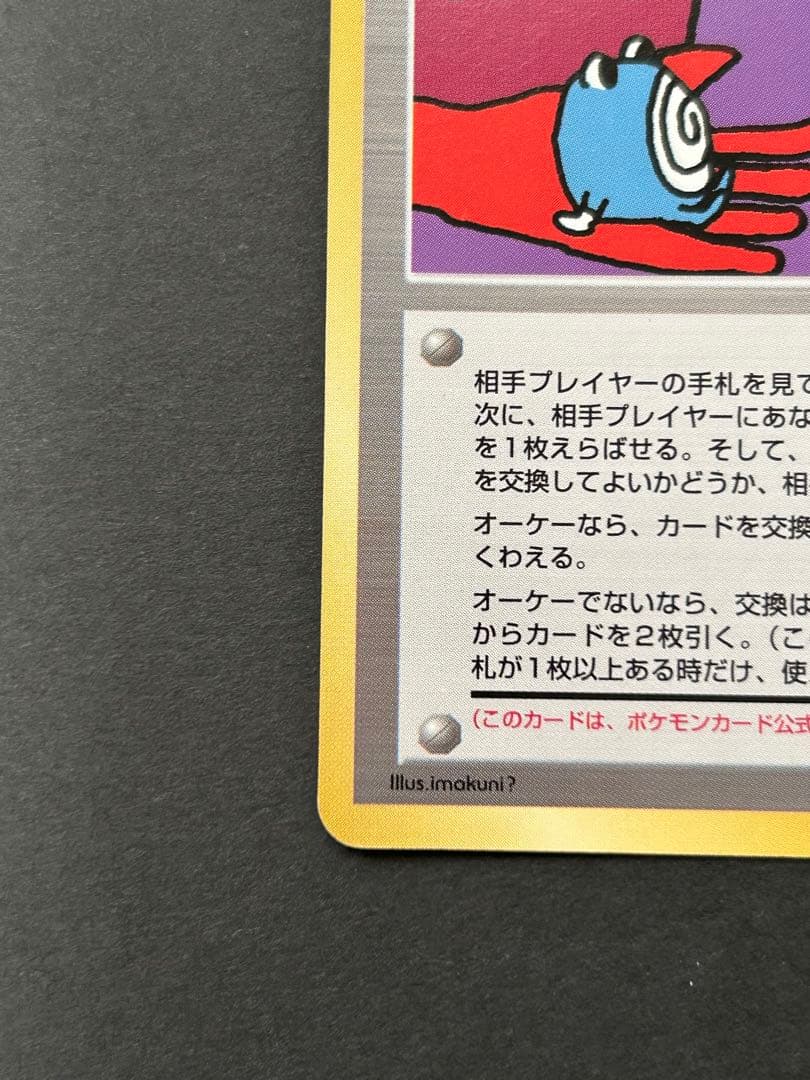 相手プレイヤーの手札を見て
次に、相手プレイヤーにあな
を1枚えらばせる。そして、
を交換してよいかどうか、相
オーケーなら、カードを交換
くわえる。
オーケーでないなら、交換は
からカードを2枚引く。(こ
札が1枚以上ある時だけ、使
(このカードは、ポケモンカード公式
Illus.imakuni?